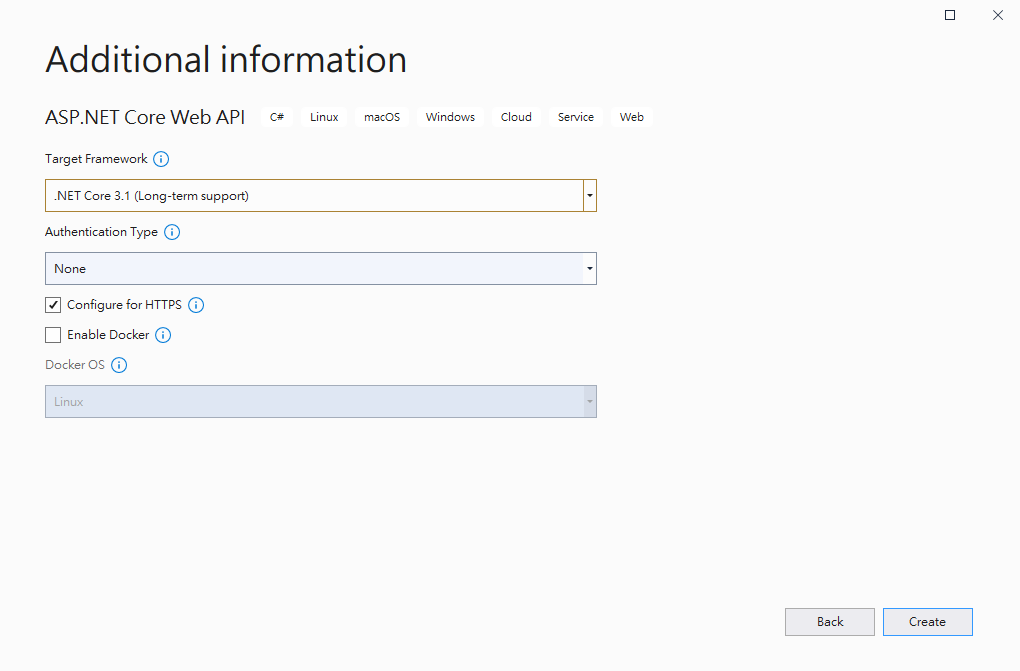 Additional information
ASP.NET Core Web API C# Linux macOS Windows Cloud Service Web
Target Framework
.NET Core 3.1 (Long-term support)
Authentication Type
None
Configure for HTTPS
Enable Docker
Docker OS
Linux
Back Create